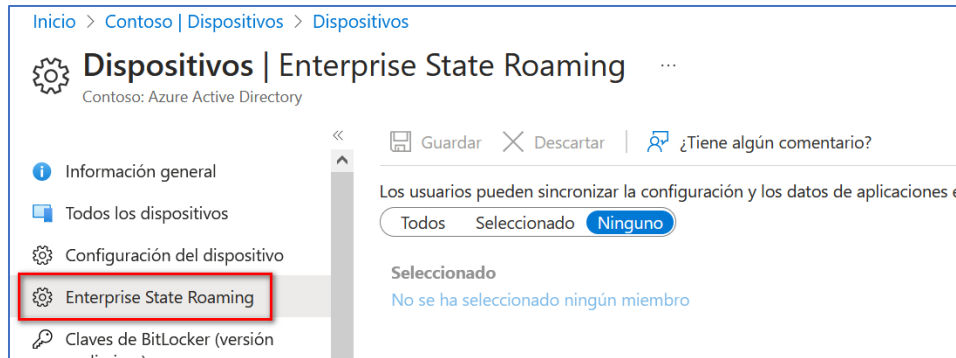 Inicio > Contoso | Dispositivos > Dispositivos
Dispositivos | Enterprise State Roaming ...
Contoso: Azure Active Directory
«
Guardar Descartar ¿Tiene algún comentario?
Información general
Todos los dispositivos
Configuración del dispositivo
Enterprise State Roaming
Claves de BitLocker (versión
Los usuarios pueden sincronizar la configuración y los datos de aplicaciones
Todos Seleccionado Ninguno
Seleccionado
No se ha seleccionado ningún miembro